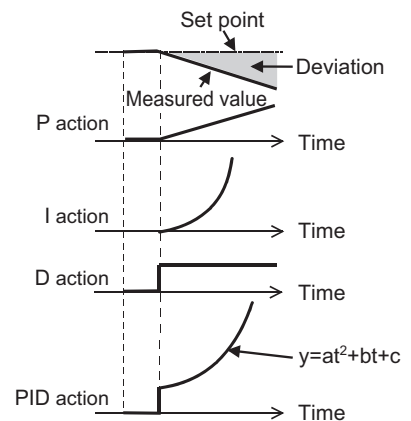 Set point
Deviation
Measured value
P action
Time
I action
Time
D action
Time
y=at²+bt+c
PID action
Time